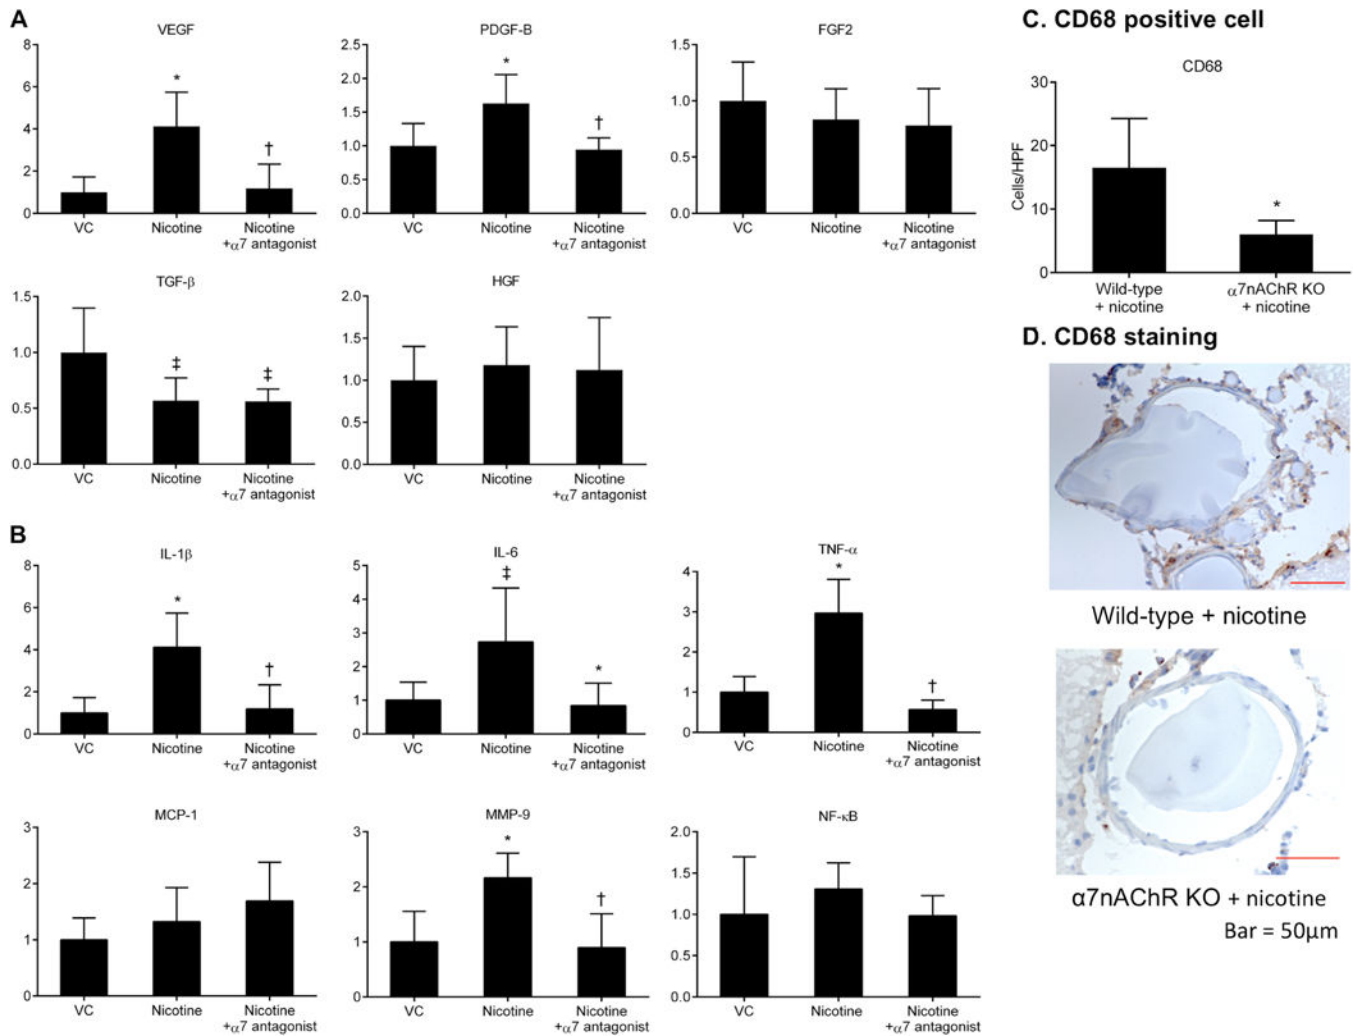 A
VEGF
8
6
4
2
0
VC
Nicotine
Nicotine
+α7 antagonist
*
†
PDGF-B
2.5
2.0
1.5
1.0
0.5
0.0
VC
Nicotine
Nicotine
+α7 antagonist
*
†
FGF2
1.5
1.0
0.5
0.0
VC
Nicotine
Nicotine
+α7 antagonist
TGF-β
1.5
1.0
0.5
0.0
VC
Nicotine
Nicotine
+α7 antagonist
‡
‡
HGF
2.0
1.5
1.0
0.5
0.0
VC
Nicotine
Nicotine
+α7 antagonist
B
IL-1β
8
6
4
2
0
VC
Nicotine
Nicotine
+α7 antagonist
*
†
IL-6
5
4
3
2
1
0
VC
Nicotine
Nicotine
+α7 antagonist
‡
*
TNF-α
4
3
2
1
0
VC
Nicotine
Nicotine
+α7 antagonist
*
†
MCP-1
3
2
1
0
VC
Nicotine
Nicotine
+α7 antagonist
MMP-9
3
2
1
0
VC
Nicotine
Nicotine
+α7 antagonist
*
†
NF-κB
2.0
1.5
1.0
0.5
0.0
VC
Nicotine
Nicotine
+α7 antagonist
C. CD68 positive cell
CD68
Cells/HPF
30
20
10
0
*
Wild-type
+ nicotine
α7nAChR KO
+ nicotine
D. CD68 staining
Wild-type + nicotine
α7nAChR KO + nicotine
Bar = 50μm